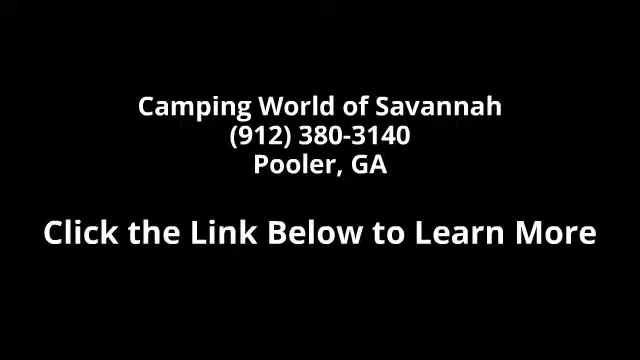 Camping World of Savannah
(912) 380-3140
Pooler, GA
Click the Link Below to Learn More